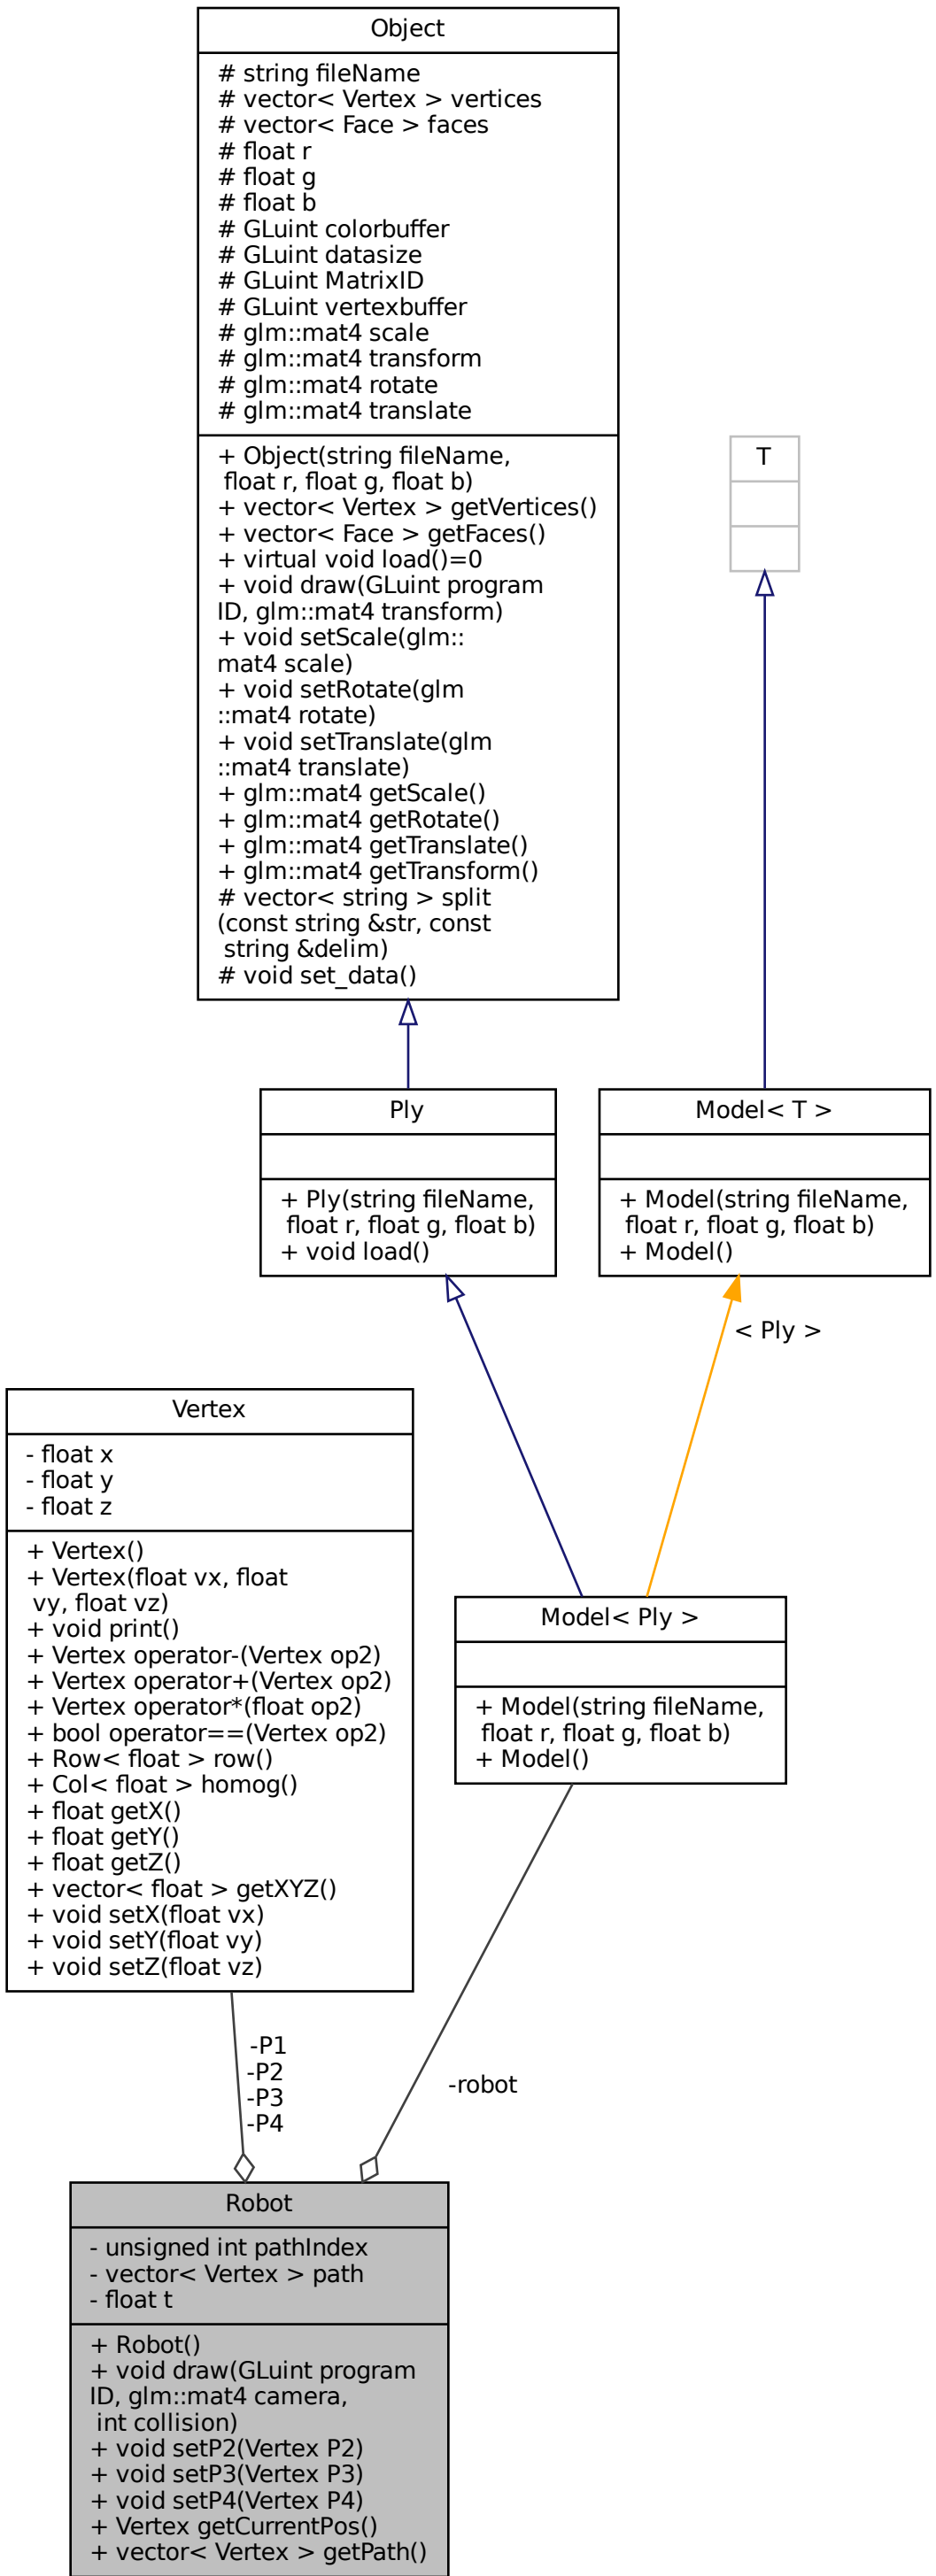 Object
# string fileName
# vector< Vertex > vertices
# vector< Face > faces
# float r
# float g
# float b
# GLuint colorbuffer
# GLuint datasize
# GLuint MatrixID
# GLuint vertexbuffer
# glm::mat4 scale
# glm::mat4 transform
# glm::mat4 rotate
# glm::mat4 translate
+ Object(string fileName,
float r, float g, float b)
+ vector< Vertex > getVertices()
+ vector< Face > getFaces()
+ virtual void load()=0
+ void draw(GLuint program
ID, glm::mat4 transform)
+ void setScale(glm::
mat4 scale)
+ void setRotate(glm
::mat4 rotate)
+ void setTranslate(glm
::mat4 translate)
+ glm::mat4 getScale()
+ glm::mat4 getRotate()
+ glm::mat4 getTranslate()
+ glm::mat4 getTransform()
# vector< string > split
(const string &str, const
string &delim)
# void set_data()
T
Ply
+ Ply(string fileName,
float r, float g, float b)
+ void load()
Model< T >
+ Model(string fileName,
float r, float g, float b)
+ Model()
< Ply >
Vertex
- float x
- float y
- float z
+ Vertex()
+ Vertex(float vx, float
vy, float vz)
+ void print()
+ Vertex operator-(Vertex op2)
+ Vertex operator+(Vertex op2)
+ Vertex operator*(float op2)
+ bool operator==(Vertex op2)
+ Row< float > row()
+ Col< float > homog()
+ float getX()
+ float getY()
+ float getZ()
+ vector< float > getXYZ()
+ void setX(float vx)
+ void setY(float vy)
+ void setZ(float vz)
Model< Ply >
+ Model(string fileName,
float r, float g, float b)
+ Model()
-P1
-P2
-P3
-P4
-robot
Robot
- unsigned int pathIndex
- vector< Vertex > path
- float t
+ Robot()
+ void draw(GLuint program
ID, glm::mat4 camera,
int collision)
+ void setP2(Vertex P2)
+ void setP3(Vertex P3)
+ void setP4(Vertex P4)
+ Vertex getCurrentPos()
+ vector< Vertex > getPath()